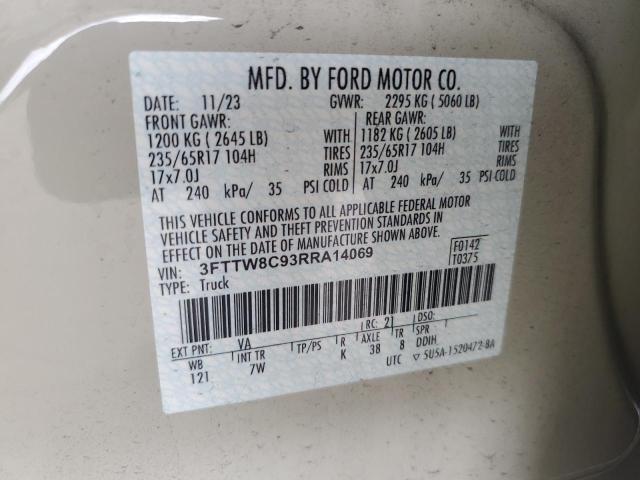 MFD. BY FORD MOTOR CO.
DATE: 11/23 GVWR: 2295 KG ( 5060 LB)
FRONT GAWR: REAR GAWR:
1200 KG ( 2645 LB) WITH 1182 KG ( 2605 LB) WITH
235/65R17 104H TIRES 235/65R17 104H TIRES
17x7.0J RIMS 17x7.0J RIMS
AT 240 kPa/ 35 PSI COLD AT 240 kPa/ 35 PSI COLD
THIS VEHICLE CONFORMS TO ALL APPLICABLE FEDERAL MOTOR
VEHICLE SAFETY AND THEFT PREVENTION STANDARDS IN
EFFECT ON THE DATE OF MANUFACTURE SHOWN ABOVE.
VIN: 3FTTW8C93RRA14069 F0142
TYPE: Truck T0375
EXT PNT: VA RC: 21 DSO:
WB INT TR TP/PS R AXLE TR SPR
121 7W K 38 8 DDIH
UTC ▽ 5U5A-1520472-BA